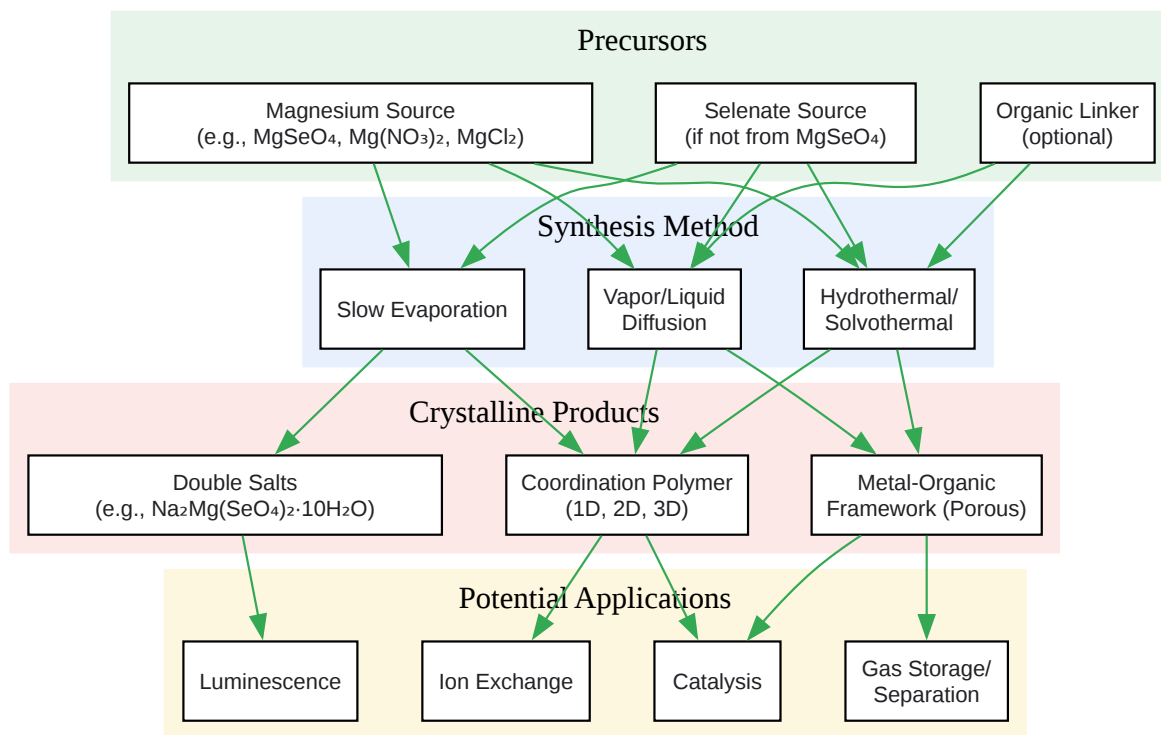 Precursors
Magnesium Source
(e.g., MgSeO₄, Mg(NO₃)₂, MgCl₂)
Selenate Source
(if not from MgSeO₄)
Organic Linker
(optional)
Synthesis Method
Slow Evaporation
Vapor/Liquid
Diffusion
Hydrothermal/
Solvothermal
Crystalline Products
Double Salts
(e.g., Na₂Mg(SeO₄)₂·10H₂O)
Coordination Polymer
(1D, 2D, 3D)
Metal-Organic
Framework (Porous)
Potential Applications
Luminescence
Ion Exchange
Catalysis
Gas Storage/
Separation